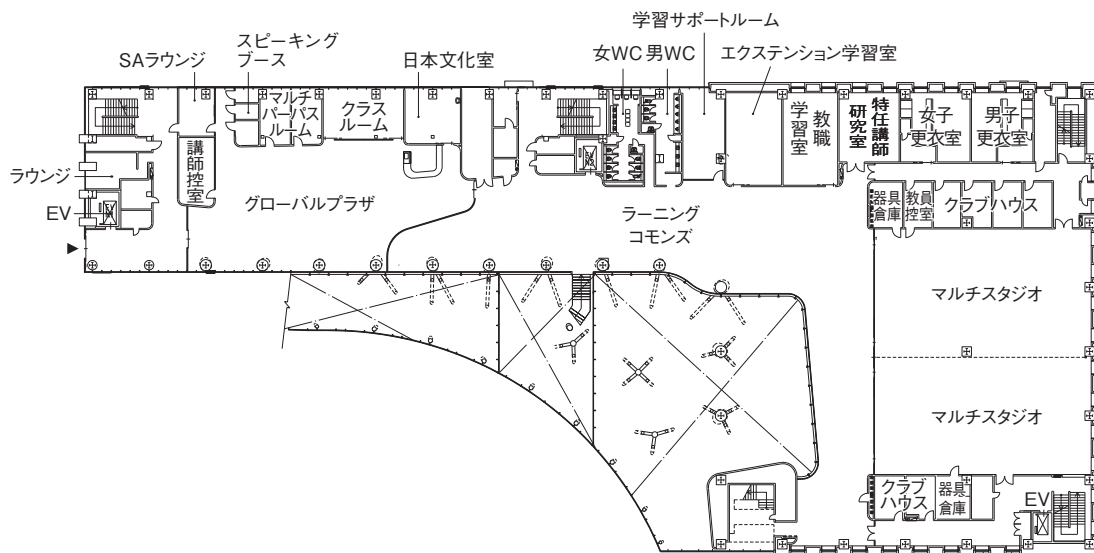 学習サポートルーム
スピーキング
ブース
女WC 男WC
エクステンション学習室
SAラウンジ
日本文化室
マルチ
パーパス
ルーム
クラス
ルーム
教職
学習室
特任講師
研究室
女子
更衣室
男子
更衣室
講師控室
ラウンジ
EV
グローバルプラザ
ラーニング
コモンズ
器具
倉庫
教員
控室
クラブハウス
マルチスタジオ
マルチスタジオ
クラブ
ハウス
器具
倉庫
EV